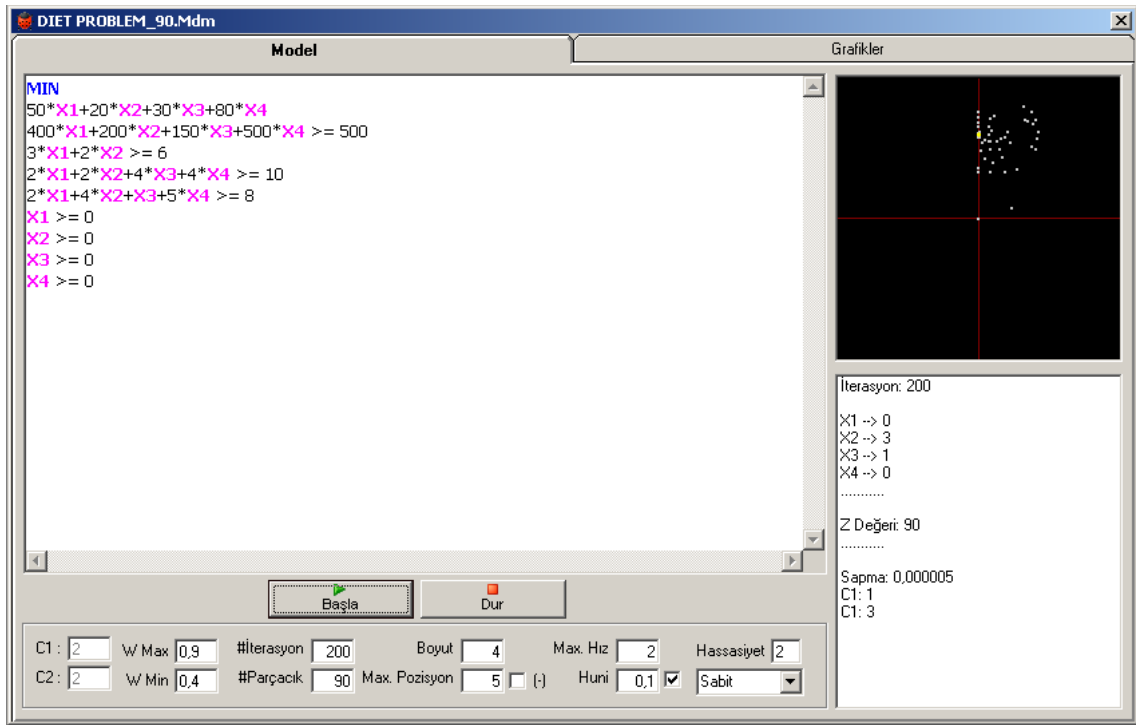 DIET PROBLEM_90.Mdm
Model
Grafikler
MIN
50*X1+20*X2+30*X3+80*X4
400*X1+200*X2+150*X3+500*X4 >= 500
3*X1+2*X2 >= 6
2*X1+2*X2+4*X3+4*X4 >= 10
2*X1+4*X2+X3+5*X4 >= 8
X1 >= 0
X2 >= 0
X3 >= 0
X4 >= 0
İterasyon: 200
X1 --> 0
X2 --> 3
X3 --> 1
X4 --> 0
...........
Z Değeri: 90
...........
Sapma: 0,000005
C1: 1
C1: 3
Başla
Dur
C1 : 2 W Max 0,9 #İterasyon 200 Boyut 4 Max. Hız 2 Hassasiyet 2
C2 : 2 W Min 0,4 #Parçacık 90 Max. Pozisyon 5 (-) Huni 0,1 Sabit